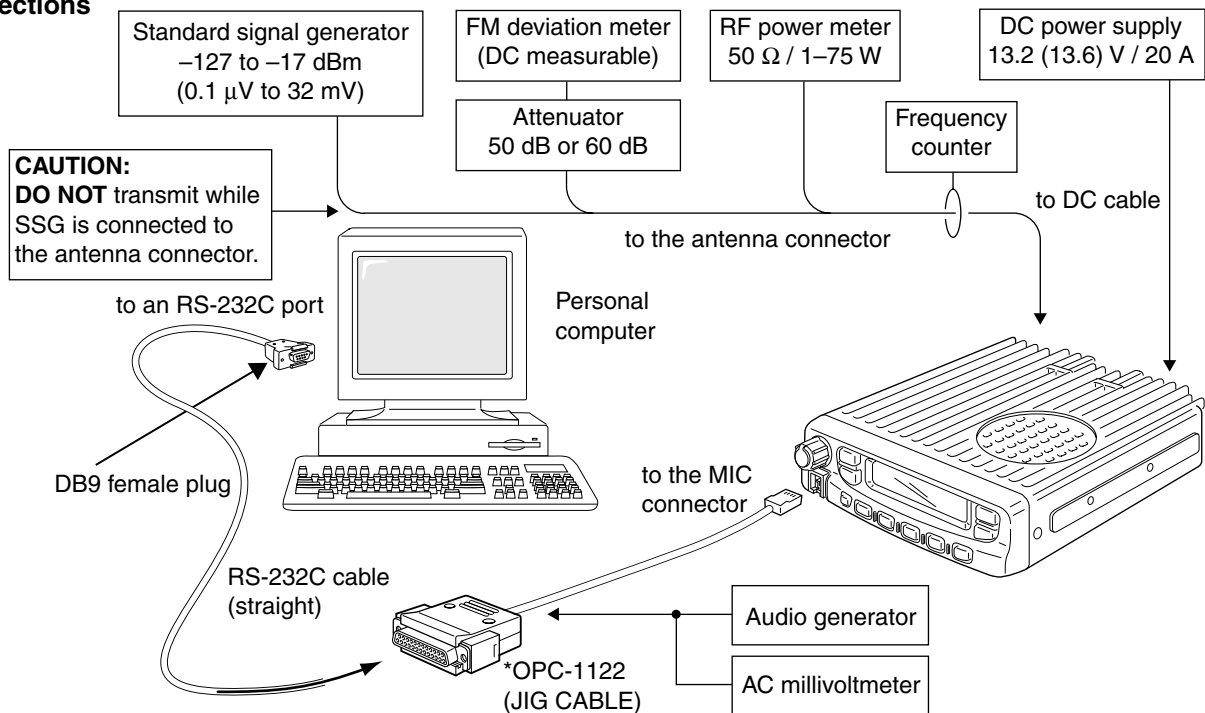 ections
Standard signal generator
–127 to –17 dBm
(0.1 µV to 32 mV)
FM deviation meter
(DC measurable)
RF power meter
50 Ω / 1–75 W
DC power supply
13.2 (13.6) V / 20 A
Attenuator
50 dB or 60 dB
Frequency
counter
CAUTION:
DO NOT transmit while
SSG is connected to
the antenna connector.
to DC cable
to the antenna connector
to an RS-232C port
Personal
computer
DB9 female plug
to the MIC
connector
RS-232C cable
(straight)
Audio generator
*OPC-1122
(JIG CABLE)
AC millivoltmeter